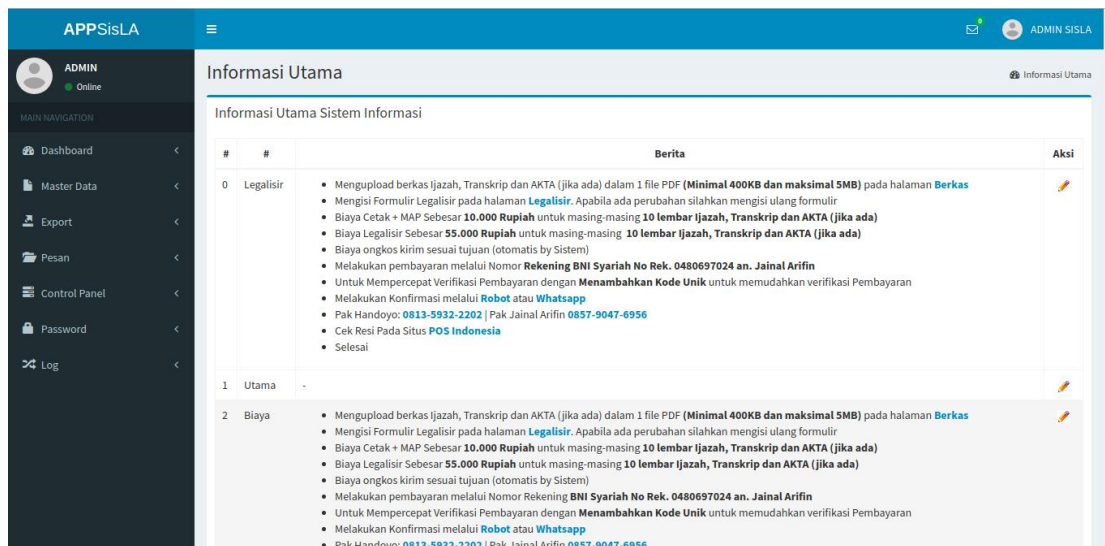 APPSisLA
0
ADMIN SISLA
ADMIN
Online
MAIN NAVIGATION
Dashboard
Master Data
Export
Pesan
Control Panel
Password
Log
Informasi Utama
Informasi Utama
Informasi Utama Sistem Informasi
# # Berita Aksi
0 Legalisir
Mengupload berkas Ijazah, Transkrip dan AKTA (jika ada) dalam 1 file PDF (Minimal 400KB dan maksimal 5MB) pada halaman Berkas
Mengisi Formulir Legalisir pada halaman Legalisir. Apabila ada perubahan silahkan mengisi ulang formulir
Biaya Cetak + MAP Sebesar 10.000 Rupiah untuk masing-masing 10 lembar Ijazah, Transkrip dan AKTA (jika ada)
Biaya Legalisir Sebesar 55.000 Rupiah untuk masing-masing 10 lembar Ijazah, Transkrip dan AKTA (jika ada)
Biaya ongkos kirim sesuai tujuan (otomatis by Sistem)
Melakukan pembayaran melalui Nomor Rekening BNI Syariah No Rek. 0480697024 an. Jainal Arifin
Untuk Mempercepat Verifikasi Pembayaran dengan Menambahkan Kode Unik untuk memudahkan verifikasi Pembayaran
Melakukan Konfirmasi melalui Robot atau Whatsapp
Pak Handoyo: 0813-5932-2202 | Pak Jainal Arifin 0857-9047-6956
Cek Resi Pada Situs POS Indonesia
Selesai
1 Utama -
2 Biaya
Mengupload berkas Ijazah, Transkrip dan AKTA (jika ada) dalam 1 file PDF (Minimal 400KB dan maksimal 5MB) pada halaman Berkas
Mengisi Formulir Legalisir pada halaman Legalisir. Apabila ada perubahan silahkan mengisi ulang formulir
Biaya Cetak + MAP Sebesar 10.000 Rupiah untuk masing-masing 10 lembar Ijazah, Transkrip dan AKTA (jika ada)
Biaya Legalisir Sebesar 55.000 Rupiah untuk masing-masing 10 lembar Ijazah, Transkrip dan AKTA (jika ada)
Biaya ongkos kirim sesuai tujuan (otomatis by Sistem)
Melakukan pembayaran melalui Nomor Rekening BNI Syariah No Rek. 0480697024 an. Jainal Arifin
Untuk Mempercepat Verifikasi Pembayaran dengan Menambahkan Kode Unik untuk memudahkan verifikasi Pembayaran
Melakukan Konfirmasi melalui Robot atau Whatsapp
Pak Handoyo: 0813-5932-2202 | Pak Jainal Arifin 0857-9047-6956